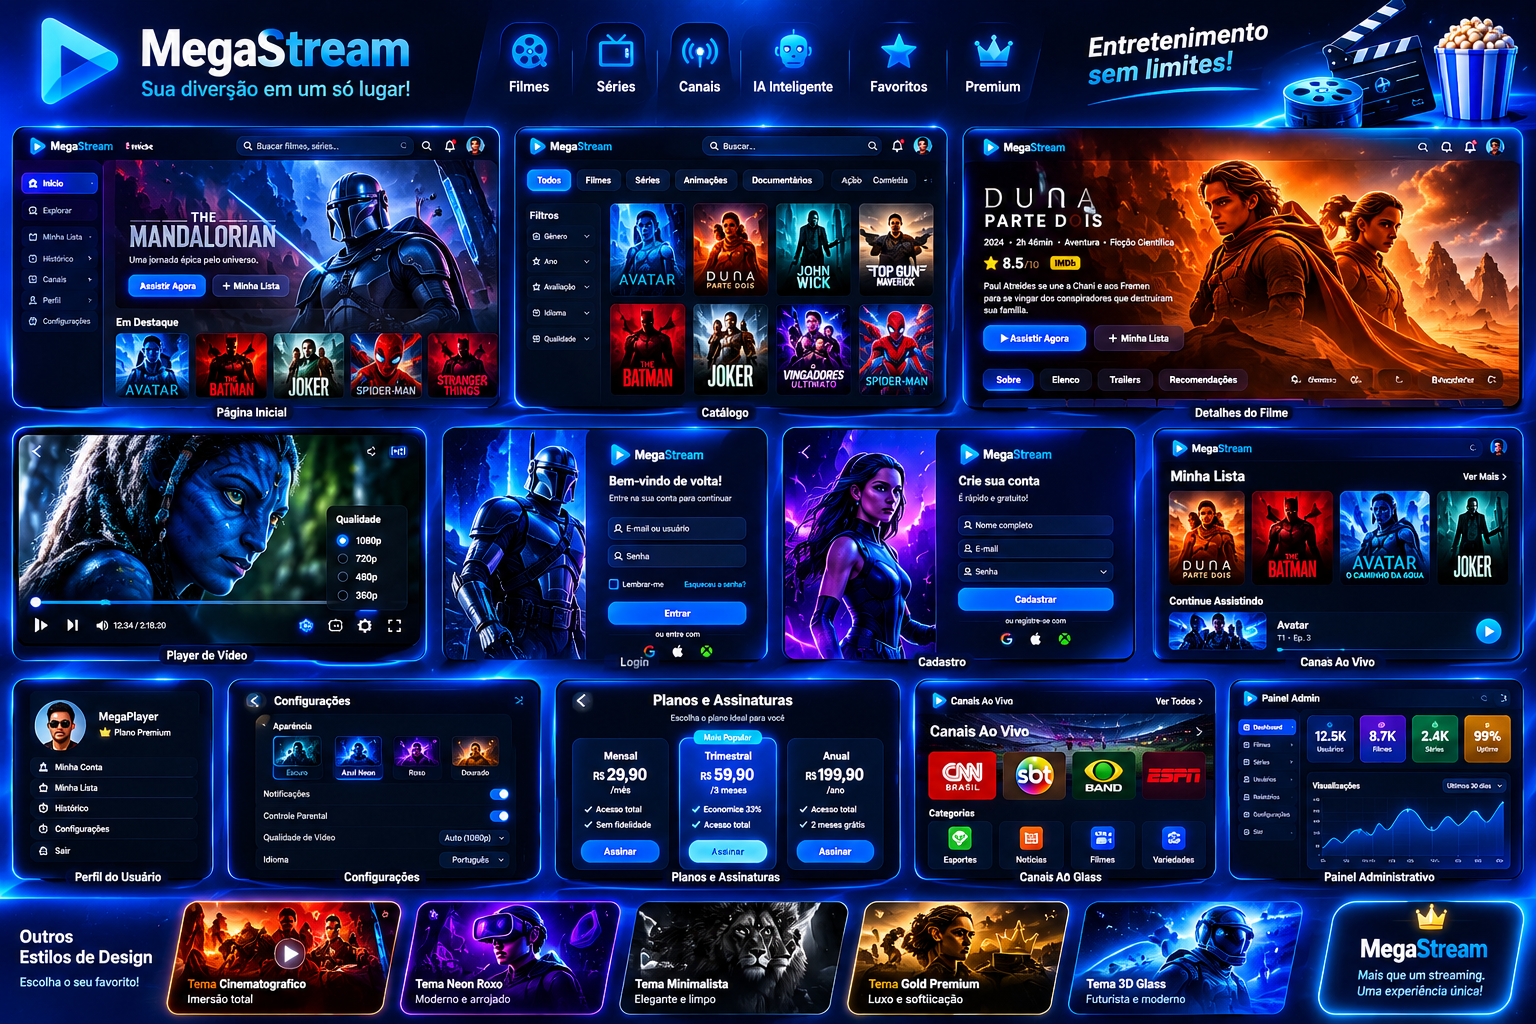 MegaStream
Sua diversão em um só lugar!
Filmes
Séries
Canais
IA Inteligente
Favoritos
Premium
Entretenimento
sem limites!
MegaStream
Buscar filmes, séries...
Início
Explorar
Minha Lista
Histórico
Canais
Perfil
Configurações
THE
MANDALORIAN
Uma jornada épica pelo universo.
Assistir Agora
+ Minha Lista
Em Destaque
AVATAR
THE
BATMAN
JOKER
SPIDER-MAN
STRANGER
THINGS
Página Inicial
MegaStream
Buscar...
Todos
Filmes
Séries
Animações
Documentários
Filtros
Gênero
Ano
Avaliação
Idioma
Qualidade
AVATAR
DUNA
PARTE DOIS
JOHN
WICK
TOP GUN
MAVERICK
THE
BATMAN
JOKER
VINGADORES
ULTIMATO
SPIDER-MAN
Catálogo
MegaStream
DUNA
PARTE DOIS
2024 • 2h 46min • Aventura • Ficção Científica
8.5/10 IMDb
Paul Atreides se une a Chani e aos Fremen
para se vingar dos conspiradores que destruíram
sua família.
Assistir Agora
+ Minha Lista
Sobre
Elenco
Trailers
Recomendações
Detalhes do Filme
Qualidade
1080p
720p
480p
360p
12.34 / 2:18.20
Player de Vídeo
MegaStream
Bem-vindo de volta!
Entre na sua conta para continuar
E-mail ou usuário
Senha
Lembrar-me
Esqueceu a senha?
Entrar
ou entre com
G
Login
MegaStream
Crie sua conta
É rápido e gratuito!
Nome completo
E-mail
Senha
Cadastrar
ou registre-se com
G
Cadastro
MegaStream
Minha Lista
Ver Mais >
DUNA
PARTE DOIS
THE
BATMAN
AVATAR
O CAMINHO DA ÁGUA
JOKER
Continue Assistindo
Avatar
T1 • Ep. 3
Canais Ao Vivo
MegaPlayer
Plano Premium
Minha Conta
Minha Lista
Histórico
Configurações
Sair
Perfil do Usuário
Configurações
Aparência
Escuro
Azul Neon
Roxo
Dourado
Notificações
Controle Parental
Qualidade de Vídeo
Auto (1080p)
Idioma
Português
Configurações
Planos e Assinaturas
Escolha o plano ideal para você
Mensal
R$ 29,90
/mês
Acesso total
Sem fidelidade
Assinar
Mais Popular
Trimestral
R$ 59,90
/3 meses
Economize 33%
Acesso total
Assinar
Anual
R$ 199,90
/ano
Acesso total
2 meses grátis
Assinar
Planos e Assinaturas
Canais Ao Vivo
Ver Todos >
Canais Ao Vivo
CNN
BRASIL
sbt
BAND
ESPN
Categorias
Esportes
Notícias
Filmes
Variedades
Canais AO Glass
Painel Admin
Dashboard
Filmes
Séries
Usuários
Relatórios
Configurações
Sair
12.5K
Usuários
8.7K
Filmes
2.4K
Séries
99%
Uptime
Visualizações
Últimos 30 dias
Painel Administrativo
Outros
Estilos de Design
Escolha o seu favorito!
Tema Cinematografico
Imersão total
Tema Neon Roxo
Moderno e arrojado
Tema Minimalista
Elegante e limpo
Tema Gold Premium
Luxo e softiicação
Tema 3D Glass
Futurista e moderno
MegaStream
Mais que um streaming.
Uma experiência única!